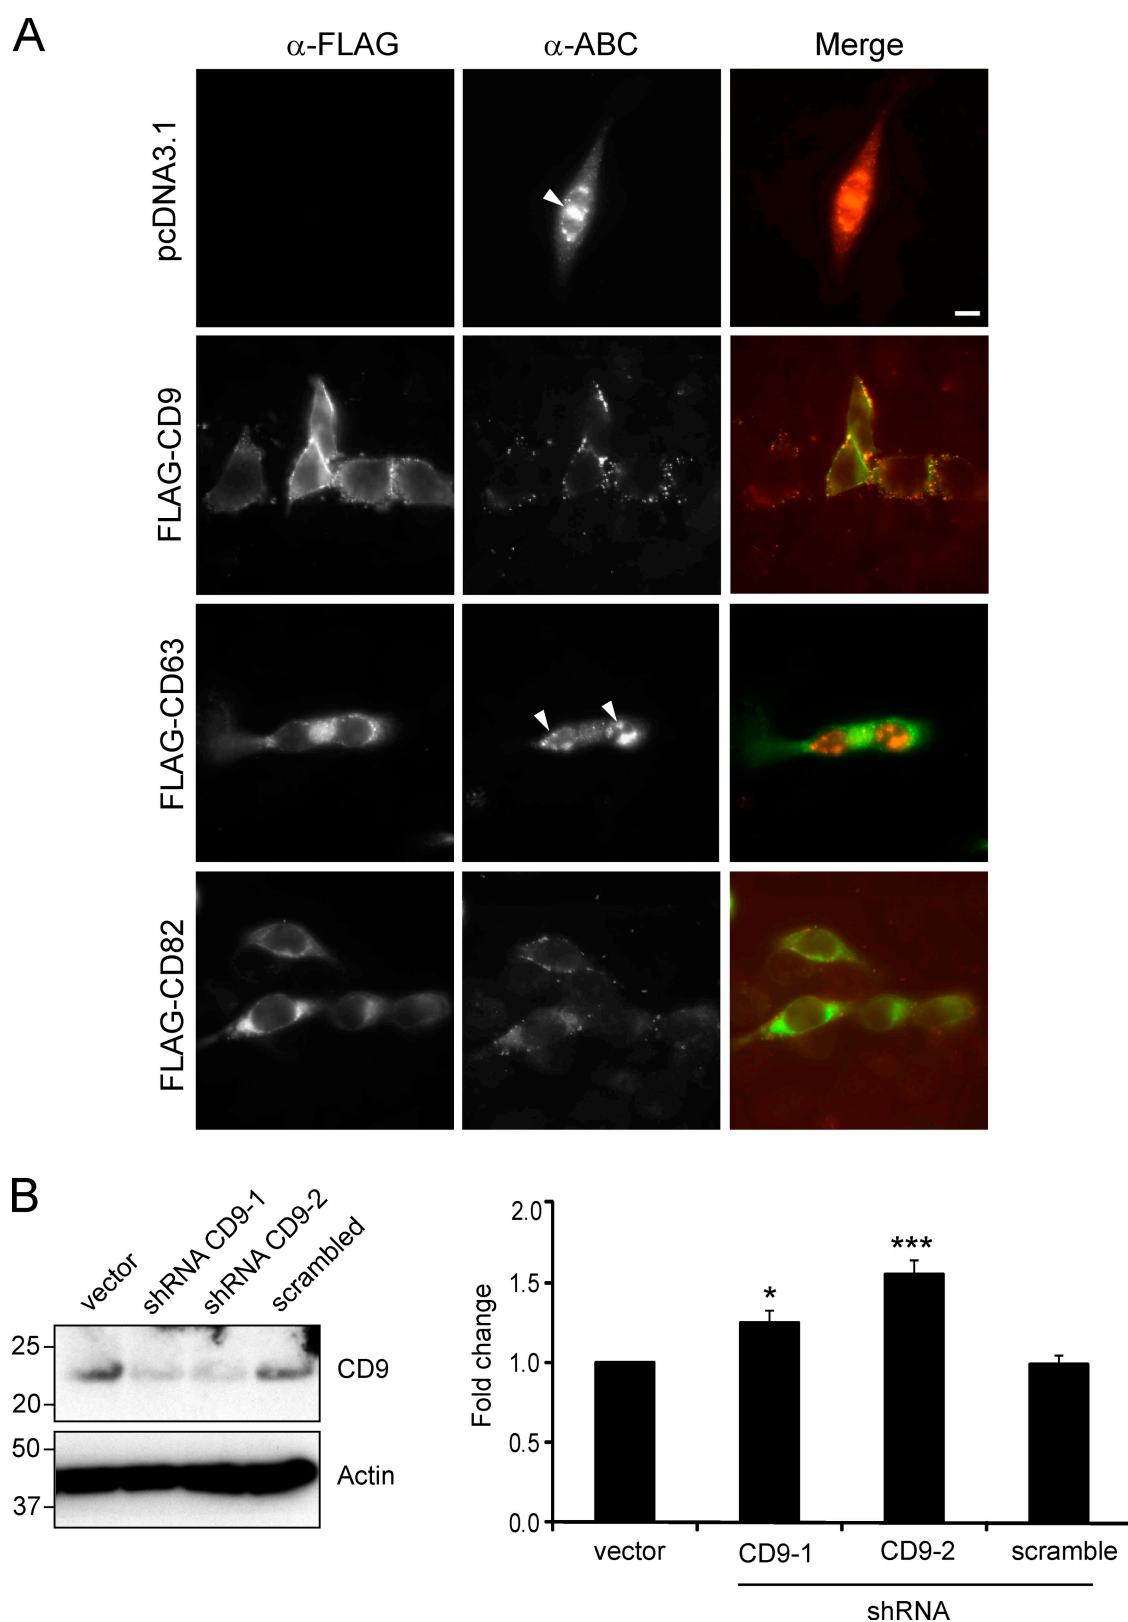 A
α-FLAG α-ABC Merge
pcDNA3.1
FLAG-CD9
FLAG-CD63
FLAG-CD82
B
vector shRNA CD9-1 shRNA CD9-2 scrambled
25
CD9
20
50
Actin
37
Fold change
2.0
1.5
1.0
0.5
0.0
*
***
vector CD9-1 CD9-2 scramble
shRNA